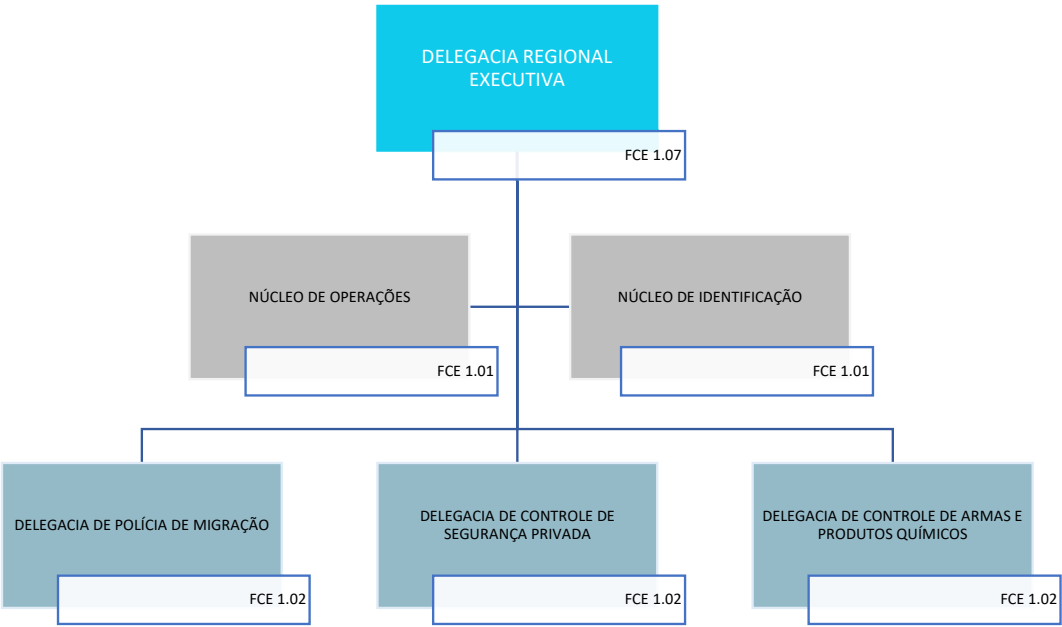 DELEGACIA REGIONAL
EXECUTIVA
FCE 1.07
NÚCLEO DE OPERAÇÕES
FCE 1.01
NÚCLEO DE IDENTIFICAÇÃO
FCE 1.01
DELEGACIA DE POLÍCIA DE MIGRAÇÃO
FCE 1.02
DELEGACIA DE CONTROLE DE
SEGURANÇA PRIVADA
FCE 1.02
DELEGACIA DE CONTROLE DE ARMAS E
PRODUTOS QUÍMICOS
FCE 1.02